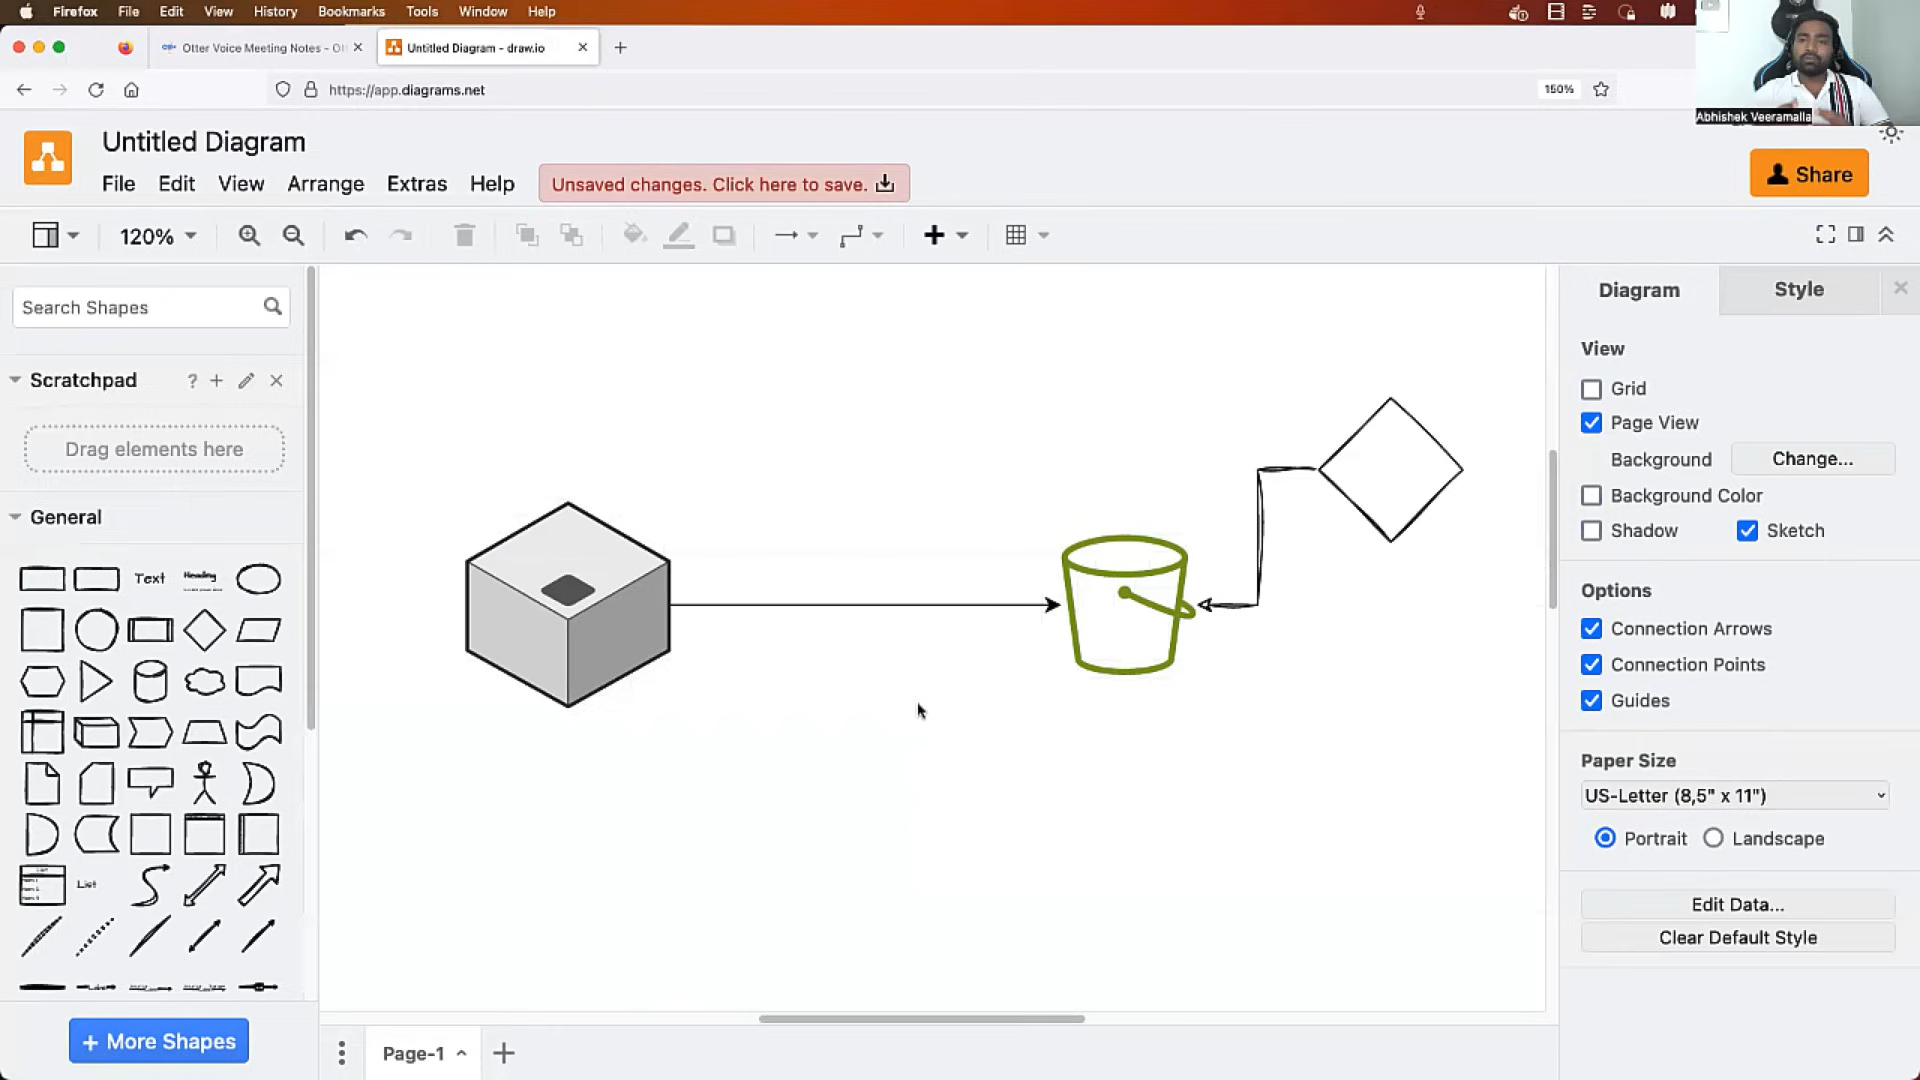 Firefox File Edit View History Bookmarks Tools Window Help
Otter Voice Meeting Notes - Ot
Untitled Diagram - draw.io
https://app.diagrams.net
150%
Abhishek Veeramalla
Untitled Diagram
File Edit View Arrange Extras Help
Unsaved changes. Click here to save.
Share
120%
Search Shapes
Scratchpad
?
Drag elements here
General
Text
Heading
List
List
Label
+ More Shapes
Page-1
Diagram
Style
View
Grid
Page View
Background
Change...
Background Color
Shadow
Sketch
Options
Connection Arrows
Connection Points
Guides
Paper Size
US-Letter (8,5" x 11")
Portrait
Landscape
Edit Data...
Clear Default Style